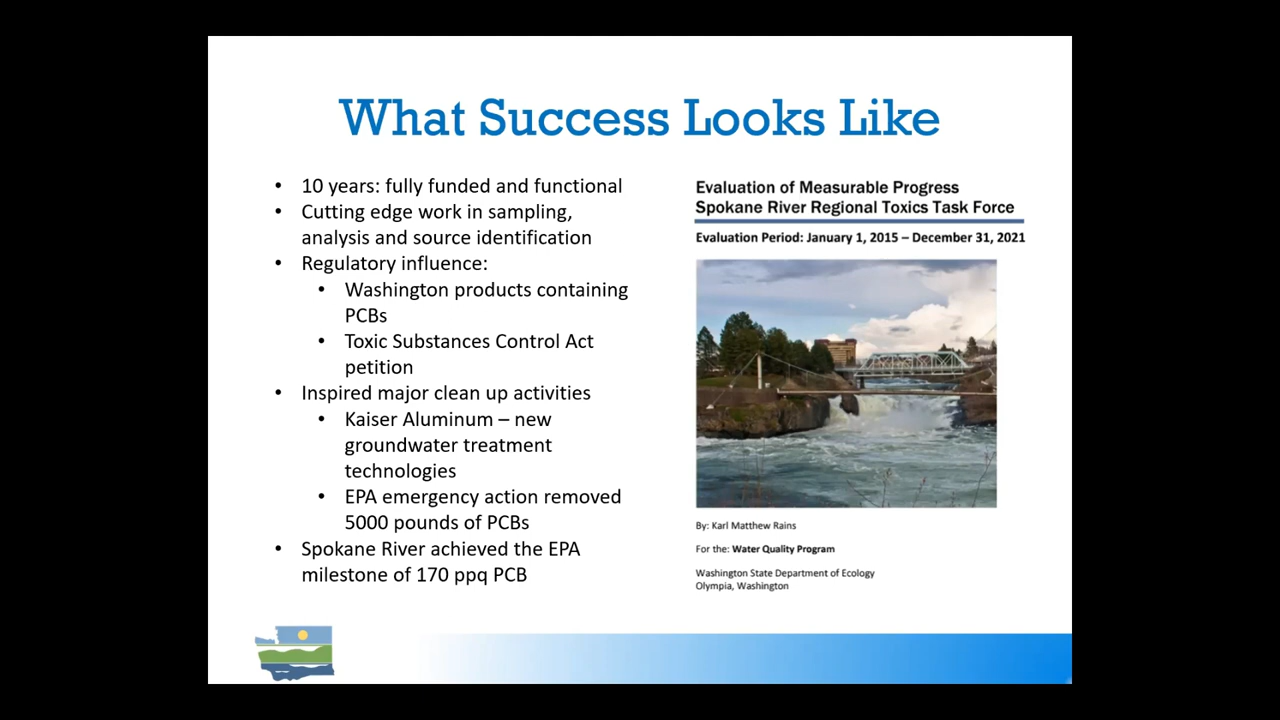 What Success Looks Like
• 10 years: fully funded and functional
• Cutting edge work in sampling,
analysis and source identification
• Regulatory influence:
• Washington products containing
PCBs
• Toxic Substances Control Act
petition
• Inspired major clean up activities
• Kaiser Aluminum – new
groundwater treatment
technologies
• EPA emergency action removed
5000 pounds of PCBs
• Spokane River achieved the EPA
milestone of 170 ppq PCB
Evaluation of Measurable Progress
Spokane River Regional Toxics Task Force
Evaluation Period: January 1, 2015 – December 31, 2021
By: Karl Matthew Rains
For the: Water Quality Program
Washington State Department of Ecology
Olympia, Washington